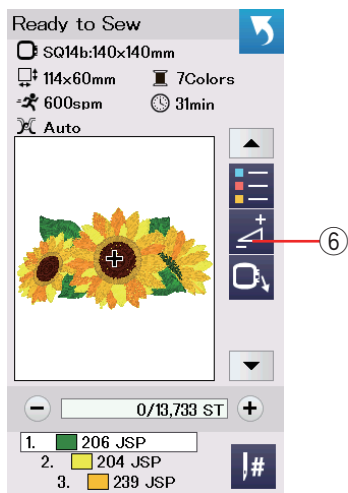 Ready to Sew
SQ14b:140x140mm
114x60mm 7Colors
600spm 31min
Auto
+
−
⑥
− 0/13,733 ST +
1. 206 JSP
2. 204 JSP
3. 239 JSP
#